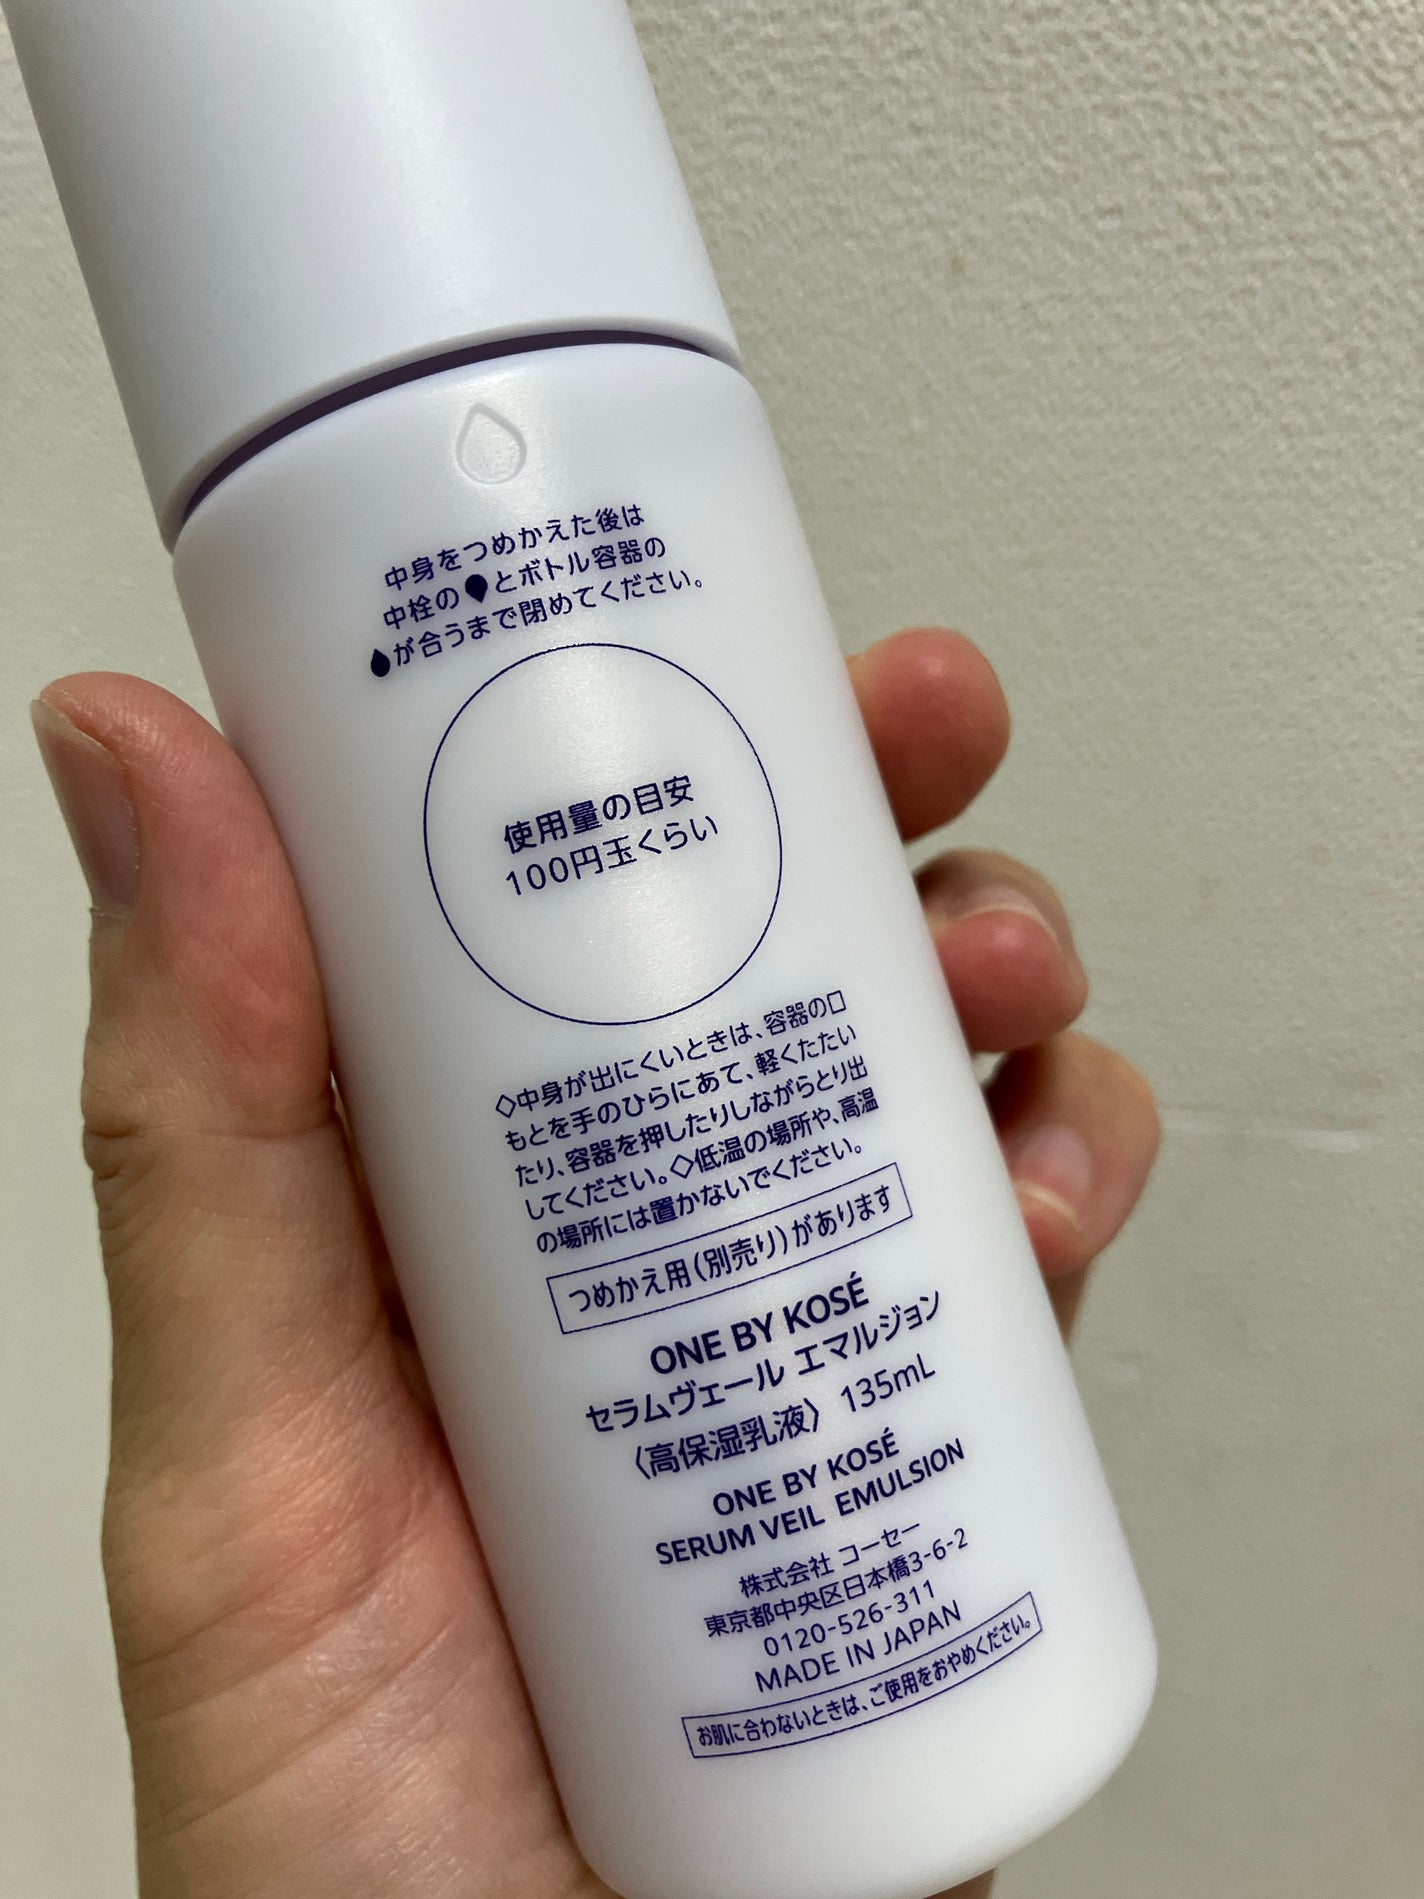 中身をつめかえた後は
中栓のとボトル容器の
が合うまで閉めてください。
使用量の目安
100円玉くらい
◇中身が出にくいときは、容器の口
もとを手のひらにあて、軽くたたい
たり、容器を押したりしながらとり出
してください。◇低温の場所や、高温
の場所には置かないでください。
つめかえ用(別売り)があります
ONE BY KOSÉ
セラムヴェール エマルジョン
〈高保湿乳液〉 135mL
ONE BY KOSÉ
SERUM VEIL EMULSION
株式会社 コーセー
東京都中央区日本橋3-6-2
0120-526-311
MADE IN JAPAN
お肌に合わないときは、ご使用をおやめください。